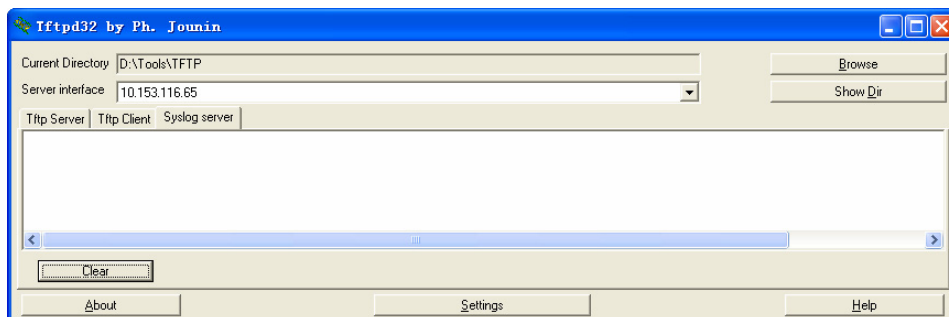 Tftpd32 by Ph. Jounin
Current Directory D:\Tools\TFTP Browse
Server interface 10.153.116.65 Show Dir
Tftp Server Tftp Client Syslog server
Clear
About Settings Help